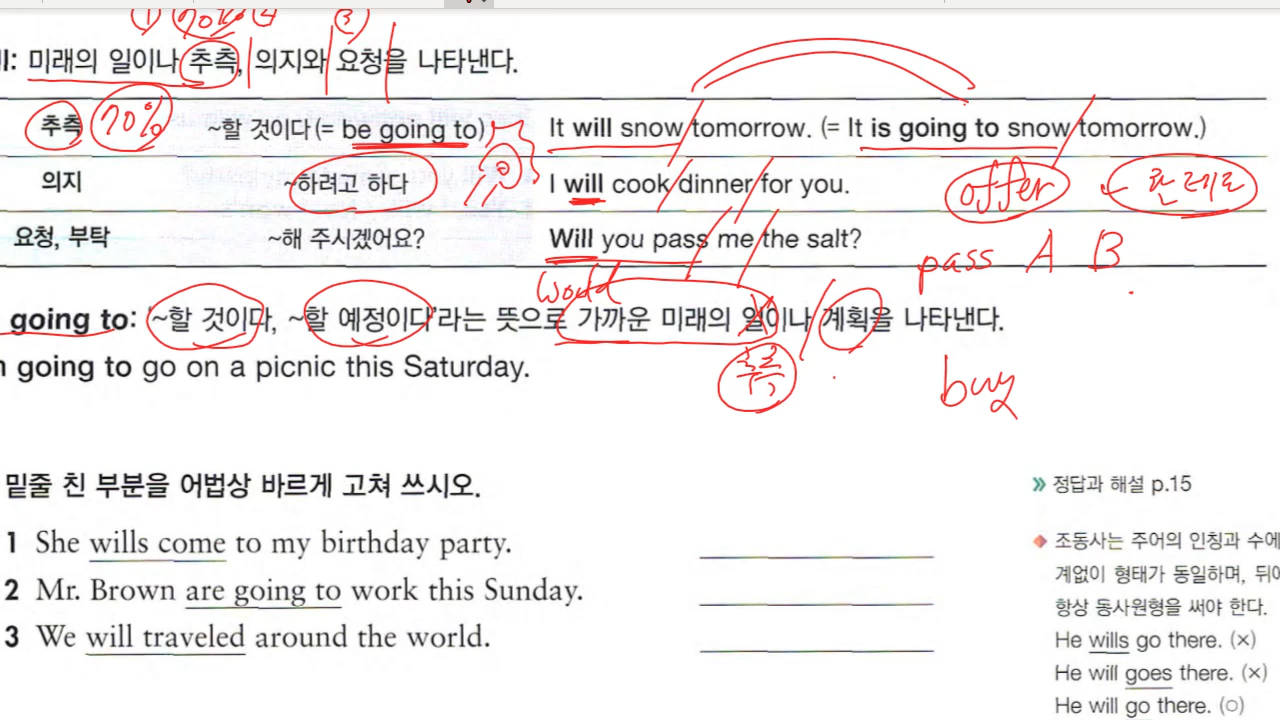 ① 70% ② ③
미래의 일이나 추측, 의지와 요청을 나타낸다.
추측 70% ~할 것이다(= be going to) It will snow tomorrow. (= It is going to snow tomorrow.)
의지 ~하려고 하다 I will cook dinner for you. offer
요청, 부탁 ~해 주시겠어요? Will you pass me the salt?
pass A B
would
going to: '~할 것이다, ~할 예정이다'라는 뜻으로 가까운 미래의 일이나 계획을 나타낸다.
going to go on a picnic this Saturday.
buy
밑줄 친 부분을 어법상 바르게 고쳐 쓰시오.
» 정답과 해설 p.15
1 She wills come to my birthday party.
2 Mr. Brown are going to work this Sunday.
3 We will traveled around the world.
조동사는 주어의 인칭과 수에
계없이 형태가 동일하며, 뒤에
항상 동사원형을 써야 한다.
He wills go there. (×)
He will goes there. (×)
He will go there. (○)